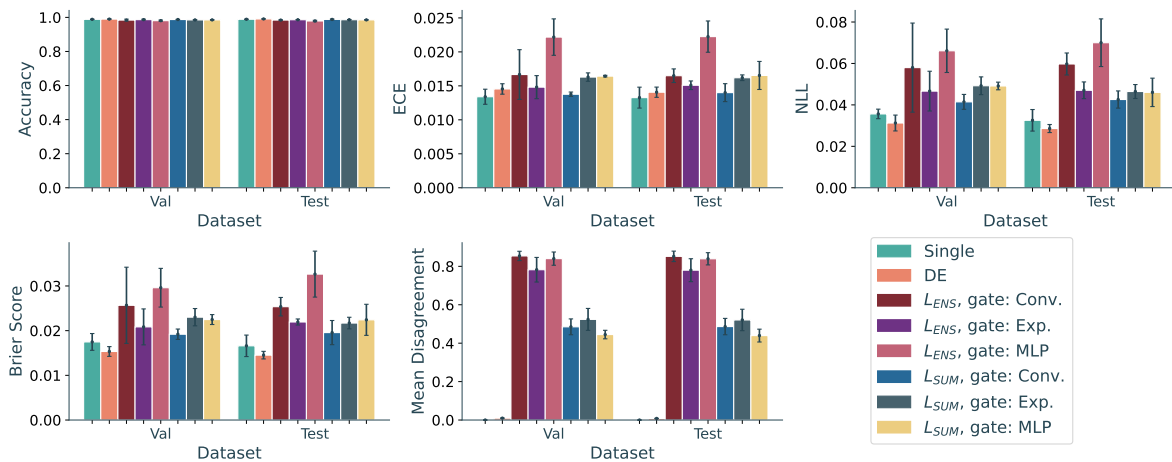 1.0
0.8
0.6
0.4
0.2
0.0
Accuracy
Val
Test
Dataset
0.025
0.020
0.015
0.010
0.005
0.000
ECE
Val
Test
Dataset
0.08
0.06
0.04
0.02
0.00
NLL
Val
Test
Dataset
0.03
0.02
0.01
0.00
Brier Score
Val
Test
Dataset
0.8
0.6
0.4
0.2
0.0
Mean Disagreement
Val
Test
Dataset
Single
DE
L_ENS, gate: Conv.
L_ENS, gate: Exp.
L_ENS, gate: MLP
L_SUM, gate: Conv.
L_SUM, gate: Exp.
L_SUM, gate: MLP